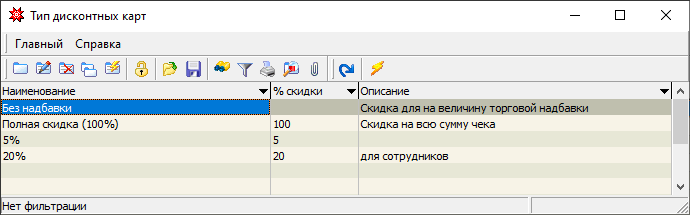 Тип дисконтных карт
Главный Справка
Наименование % скидки Описание
Без надбавки Скидка для на величину торговой надбавки
Полная скидка (100%) 100 Скидка на всю сумму чека
5% 5
20% 20 для сотрудников
Нет фильтрации